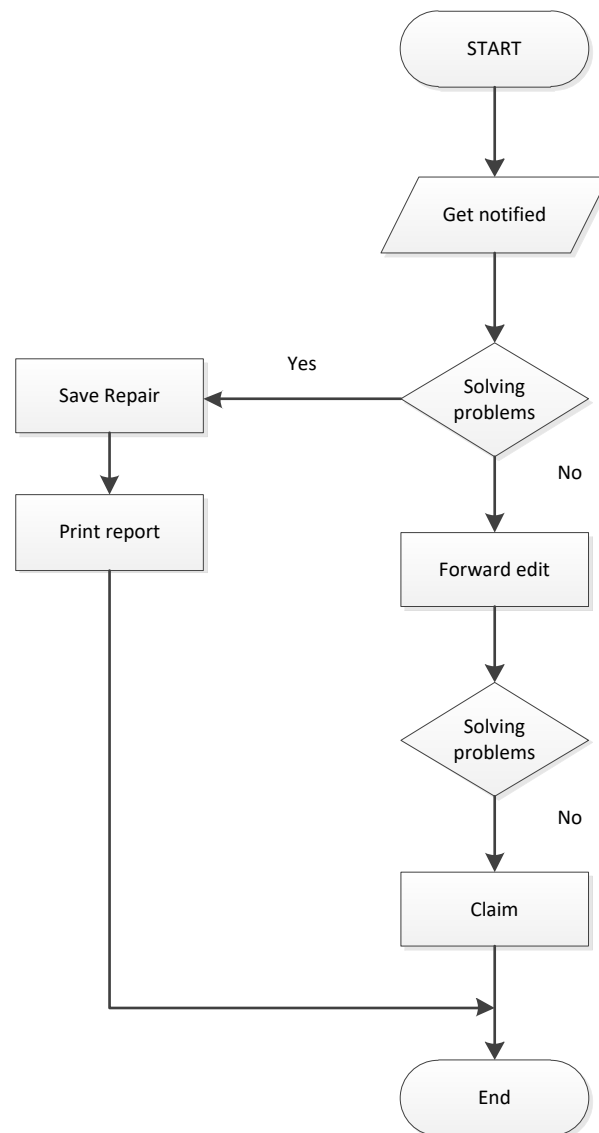 START
Get notified
Yes
Save Repair
Solving
problems
No
Print report
Forward edit
Solving
problems
No
Claim
End